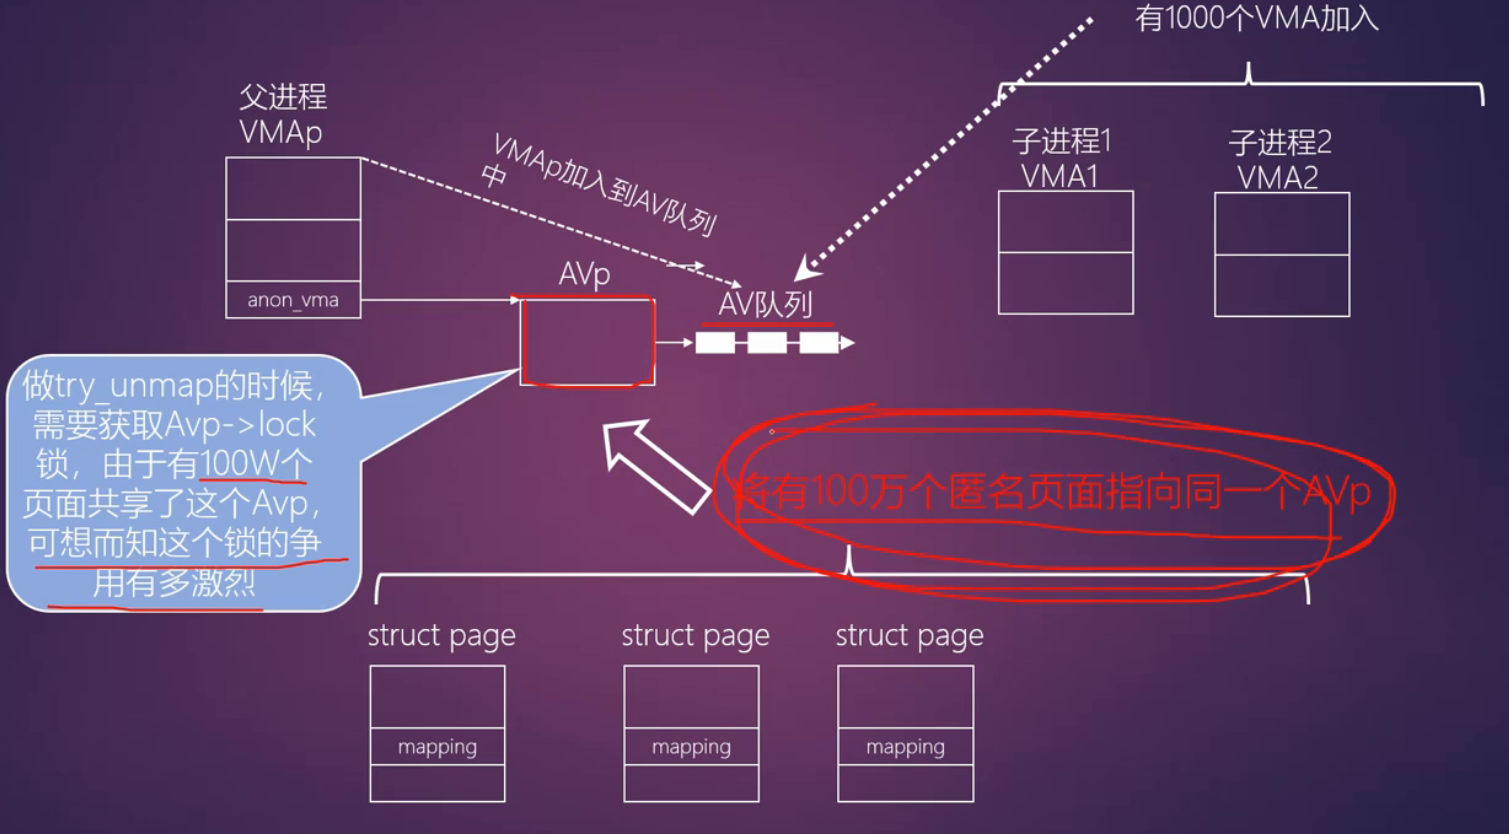 有1000个VMA加入
父进程
VMAp
VMAp加入到AV队列
中
子进程1
VMA1
子进程2
VMA2
AVp
AV队列
anon_vma
做try_unmap的时候，
需要获取Avp->lock
锁，由于有100W个
页面共享了这个Avp，
可想而知这个锁的争
用有多激烈
将有100万个匿名页面指向同一个AVp
struct page
struct page
struct page
mapping
mapping
mapping